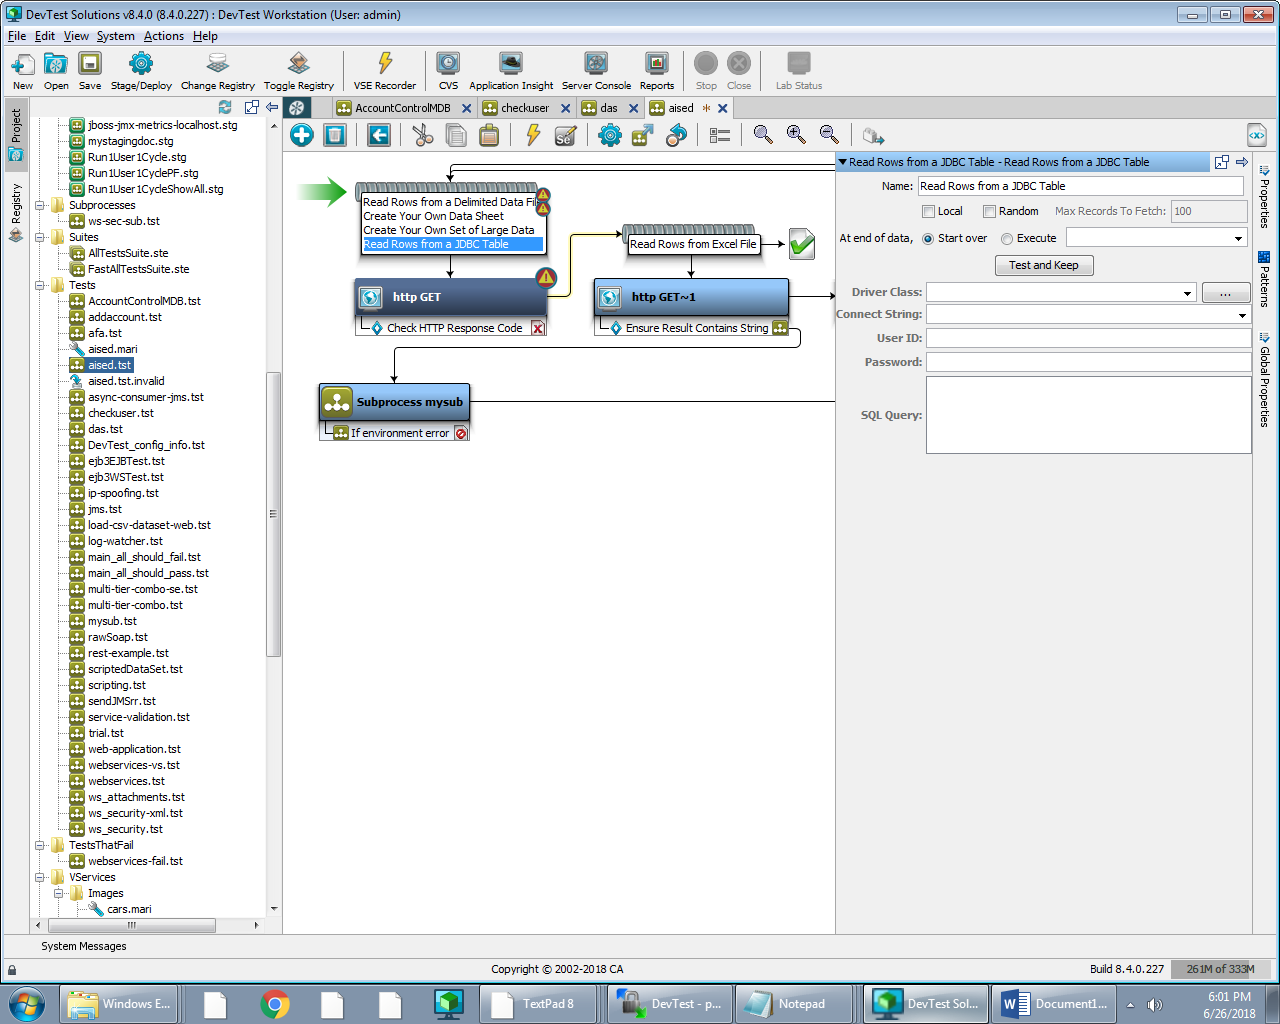 DevTest Solutions v8.4.0 (8.4.0.227) : DevTest Workstation (User: admin)
File Edit View System Actions Help
New Open Save Stage/Deploy Change Registry Toggle Registry VSE Recorder CVS Application Insight Server Console Reports Stop Close Lab Status
Project
Registry
jboss-jmx-metrics-localhost.stg
mystagingdoc.stg
Run1User1Cycle.stg
Run1User1CyclePF.stg
Run1User1CycleShowAll.stg
Subprocesses
ws-sec-sub.tst
Suites
AllTestsSuite.ste
FastAllTestsSuite.ste
Tests
AccountControlMDB.tst
addaccount.tst
afa.tst
aised.mari
aised.tst
aised.tst.invalid
async-consumer-jms.tst
checkuser.tst
das.tst
DevTest_config_info.tst
ejb3EJBTest.tst
ejb3WSTest.tst
ip-spoofing.tst
jms.tst
load-csv-dataset-web.tst
log-watcher.tst
main_all_should_fail.tst
main_all_should_pass.tst
multi-tier-combo-se.tst
multi-tier-combo.tst
mysub.tst
rawSoap.tst
rest-example.tst
scriptedDataSet.tst
scripting.tst
sendJMSrr.tst
service-validation.tst
trial.tst
web-application.tst
webservices-vs.tst
webservices.tst
ws_attachments.tst
ws_security-xml.tst
ws_security.tst
TestsThatFail
webservices-fail.tst
VServices
Images
cars.mari
AccountControlMDB checkuser das aised
Read Rows from a Delimited Data Fil
Create Your Own Data Sheet
Create Your Own Set of Large Data
Read Rows from a JDBC Table
http GET
Check HTTP Response Code
Read Rows from Excel File
http GET~1
Ensure Result Contains String
Subprocess mysub
If environment error
Read Rows from a JDBC Table - Read Rows from a JDBC Table
Name: Read Rows from a JDBC Table
Local Random Max Records To Fetch: 100
At end of data, Start over Execute
Test and Keep
Driver Class: ...
Connect String:
User ID:
Password:
SQL Query:
Properties
Patterns
Global Properties
System Messages
Copyright © 2002-2018 CA
Build 8.4.0.227 261M of 333M
Windows E... TextPad 8 DevTest - p... Notepad DevTest Sol... Document1...
6:01 PM
6/26/2018